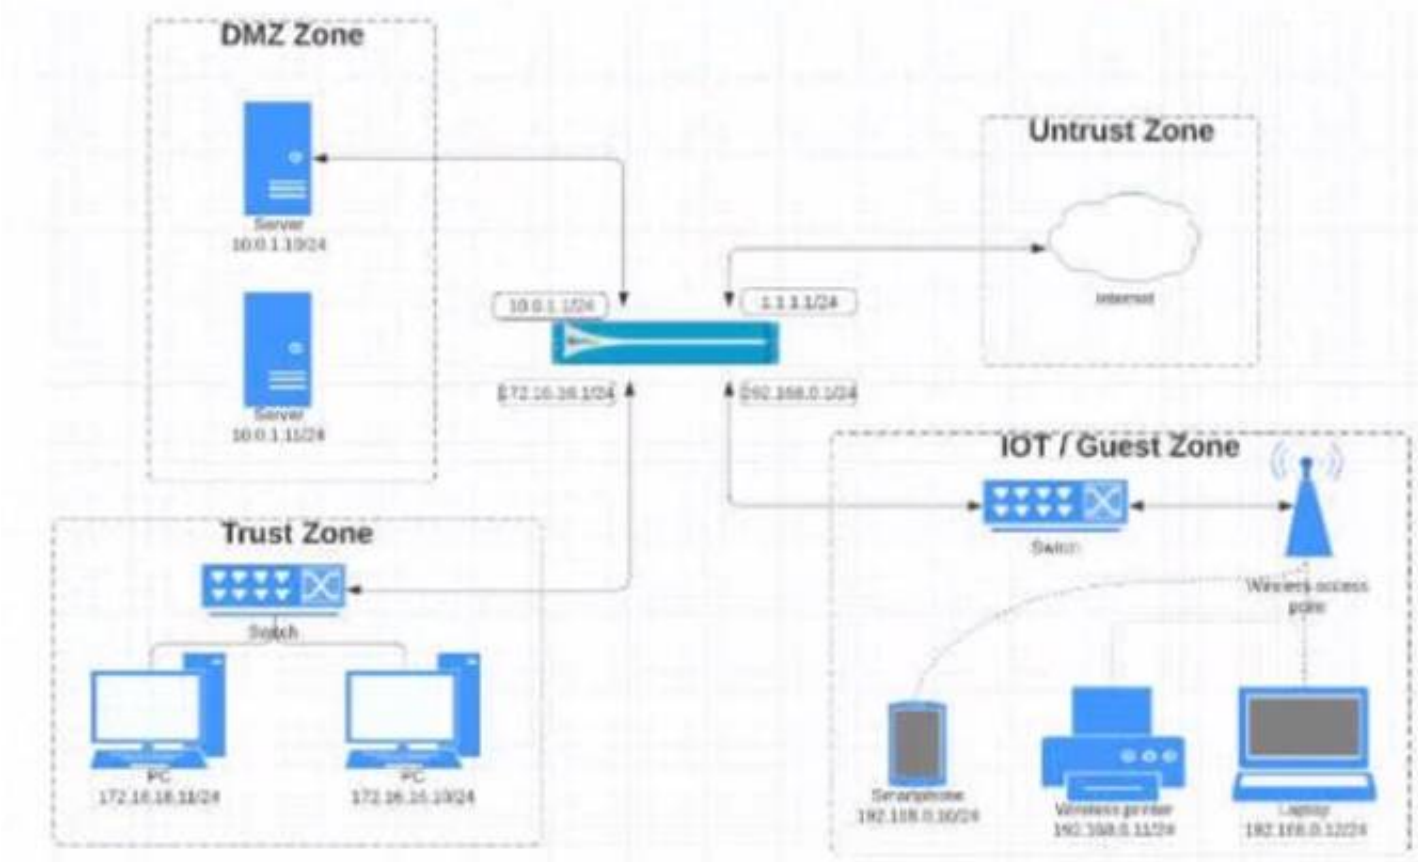 DMZ Zone
Server
10.0.1.10/24
Server
10.0.1.11/24
Untrust Zone
Internet
10.0.1.1/24
1.1.1.1/24
172.16.16.1/24
192.168.0.1/24
Trust Zone
Switch
PC
172.16.16.11/24
PC
172.16.16.10/24
IOT / Guest Zone
Switch
Wireless access
point
Smartphone
192.168.0.10/24
Wireless printer
192.168.0.11/24
Laptop
192.168.0.12/24